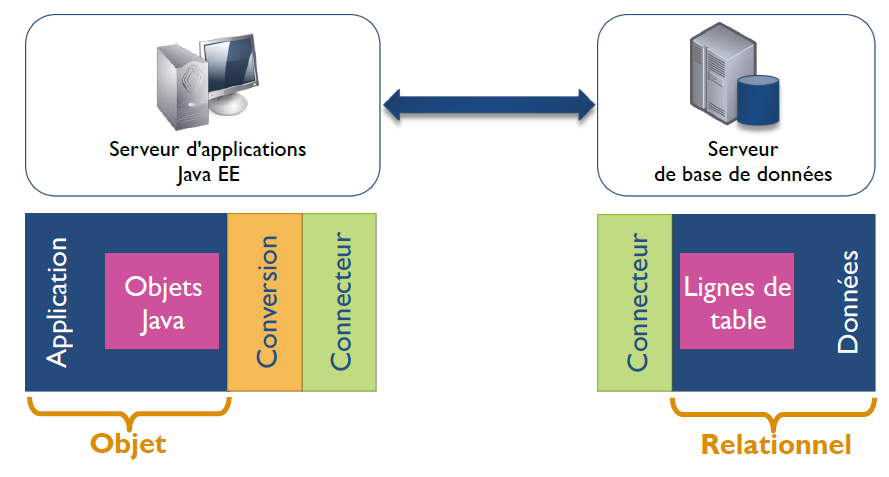 Serveur d'applications
Java EE
Serveur
de base de données
Application
Objets
Java
Conversion
Connecteur
Connecteur
Lignes de
table
Données
Objet
Relationnel